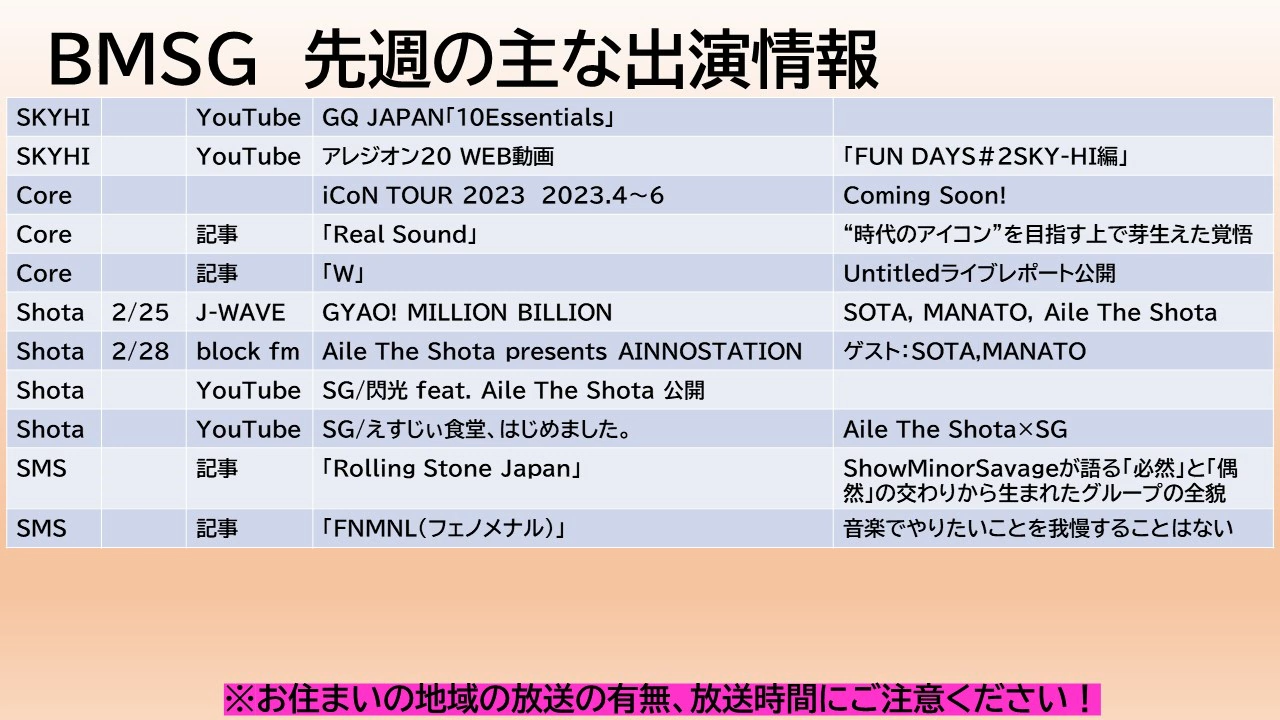 BMSG 先週の主な出演情報
SKYHI YouTube GQ JAPAN「10Essentials」
SKYHI YouTube アレジオン20 WEB動画 「FUN DAYS#2SKY-HI編」
Core iCoN TOUR 2023 2023.4～6 Coming Soon!
Core 記事 「Real Sound」 “時代のアイコン”を目指す上で芽生えた覚悟
Core 記事 「W」 Untitledライブレポート公開
Shota 2/25 J-WAVE GYAO! MILLION BILLION SOTA, MANATO, Aile The Shota
Shota 2/28 block fm Aile The Shota presents AINNOSTATION ゲスト:SOTA,MANATO
Shota YouTube SG/閃光 feat. Aile The Shota 公開
Shota YouTube SG/えすじぃ食堂、はじめました。 Aile The Shota×SG
SMS 記事 「Rolling Stone Japan」 ShowMinorSavageが語る「必然」と「偶
然」の交わりから生まれたグループの全貌
SMS 記事 「FNMNL(フェノメナル)」 音楽でやりたいことを我慢することはない
※お住まいの地域の放送の有無、放送時間にご注意ください！